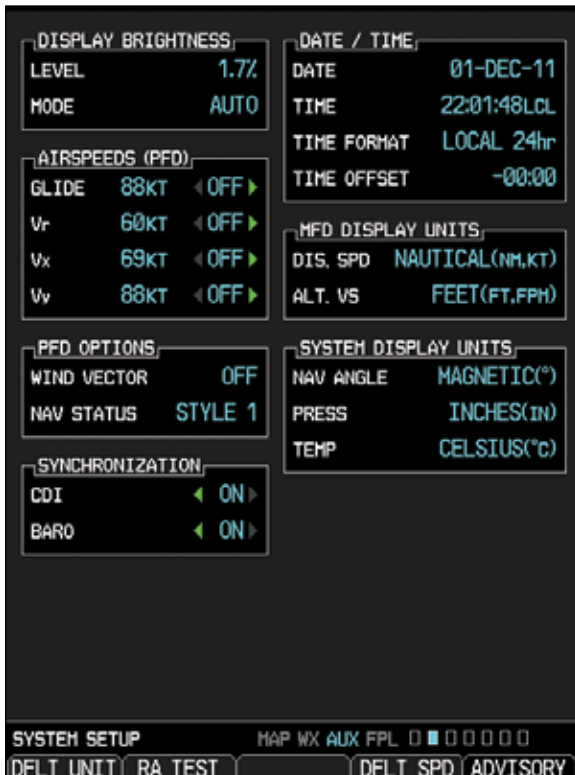 DISPLAY BRIGHTNESS
LEVEL 1.7%
MODE AUTO
AIRSPEEDS (PFD)
GLIDE 88KT OFF
Vr 60KT OFF
Vx 69KT OFF
Vy 88KT OFF
PFD OPTIONS
WIND VECTOR OFF
NAV STATUS STYLE 1
SYNCHRONIZATION
CDI ON
BARO ON
DATE / TIME
DATE 01-DEC-11
TIME 22:01:48LCL
TIME FORMAT LOCAL 24hr
TIME OFFSET -00:00
MFD DISPLAY UNITS
DIS, SPD NAUTICAL(NM,KT)
ALT, VS FEET(FT,FPM)
SYSTEM DISPLAY UNITS
NAV ANGLE MAGNETIC(°)
PRESS INCHES(IN)
TEMP CELSIUS(°C)
SYSTEM SETUP MAP WX AUX FPL
DFLT UNIT RA TEST DFLT SPD ADVISORY